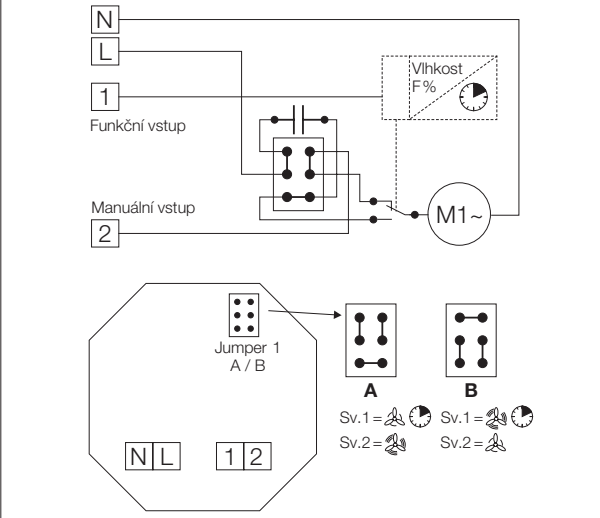 N
L
1
Funkční vstup
Vlhkost
F%
Manuální vstup
2
M1~
Jumper 1
A / B
N L
1 2
A
Sv.1=
Sv.2=
B
Sv.1=
Sv.2=